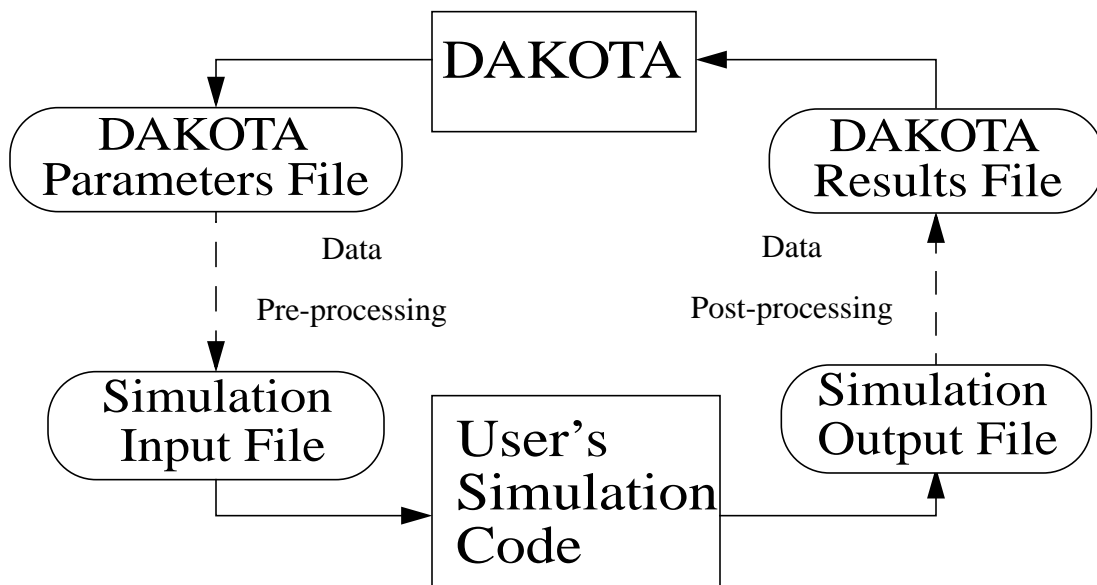 DAKOTA
DAKOTA
Parameters File
DAKOTA
Results File
Data
Pre-processing
Data
Post-processing
Simulation
Input File
User’s
Simulation
Code
Simulation
Output File